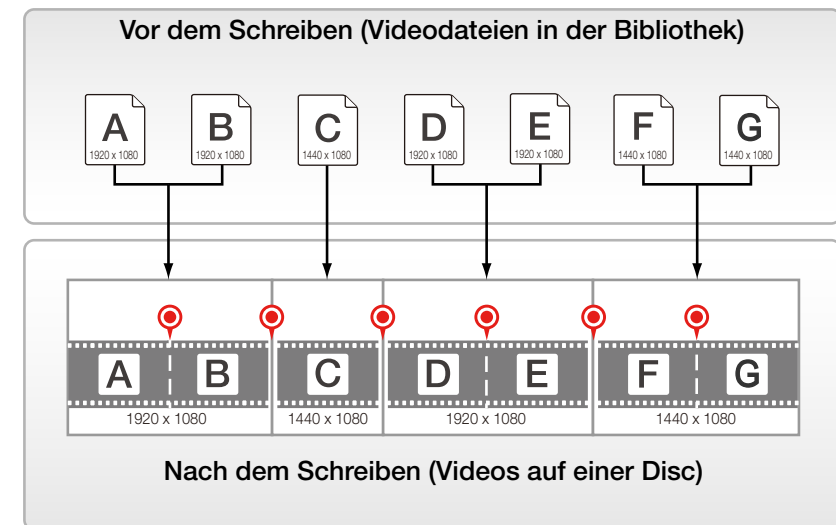 Vor dem Schreiben (Videodateien in der Bibliothek)
A B C D E F G
1920 x 1080 1920 x 1080 1440 x 1080 1920 x 1080 1920 x 1080 1440 x 1080 1440 x 1080
A B C D E F G
1920 x 1080 1440 x 1080 1920 x 1080 1440 x 1080
Nach dem Schreiben (Videos auf einer Disc)